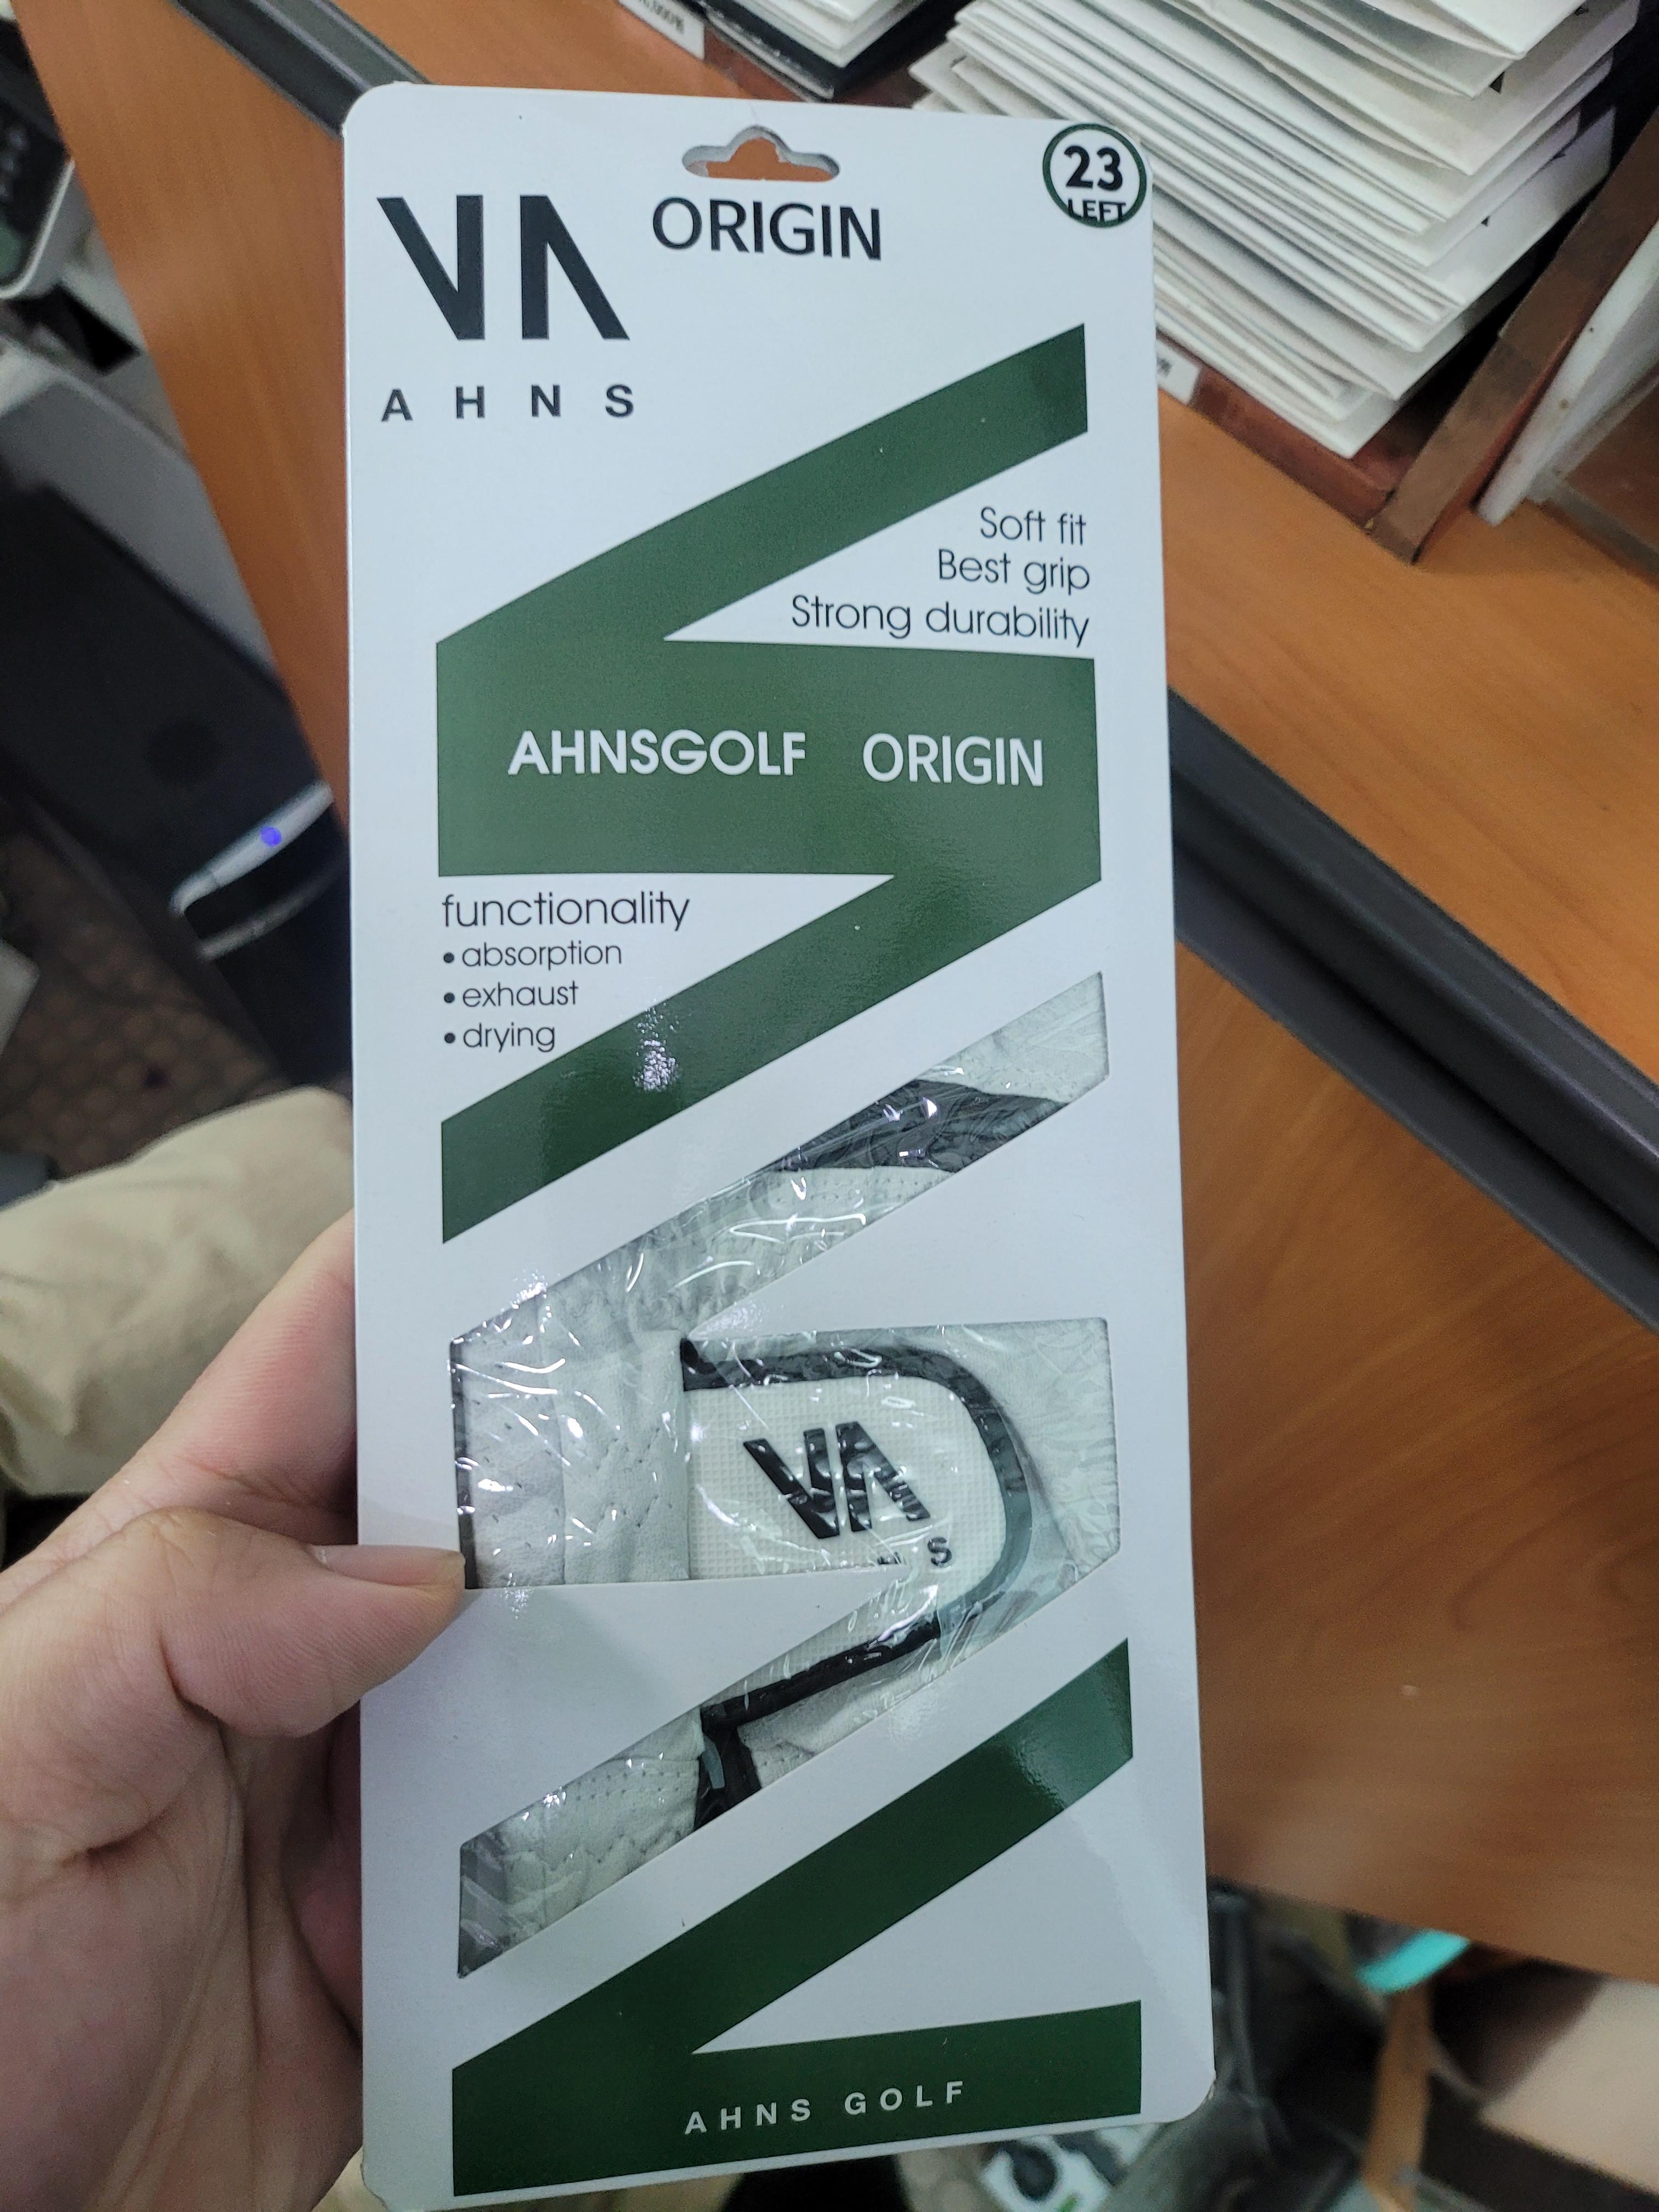 23
LEFT
VA ORIGIN
AHNS
Soft fit
Best grip
Strong durability
AHNSGOLF ORIGIN
functionality
• absorption
• exhaust
• drying
VA
N S
AHNS GOLF